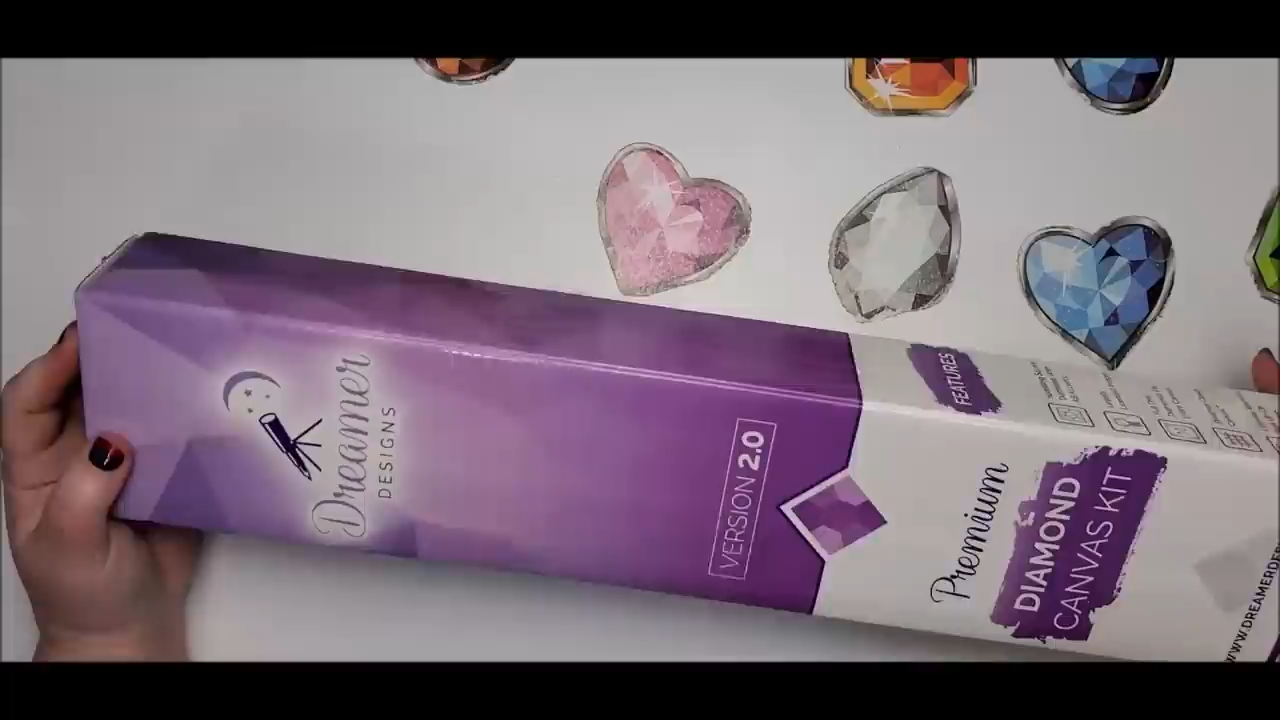 Dreamer
DESIGNS
VERSION 2.0
FEATURES
Premium
DIAMOND
CANVAS KIT